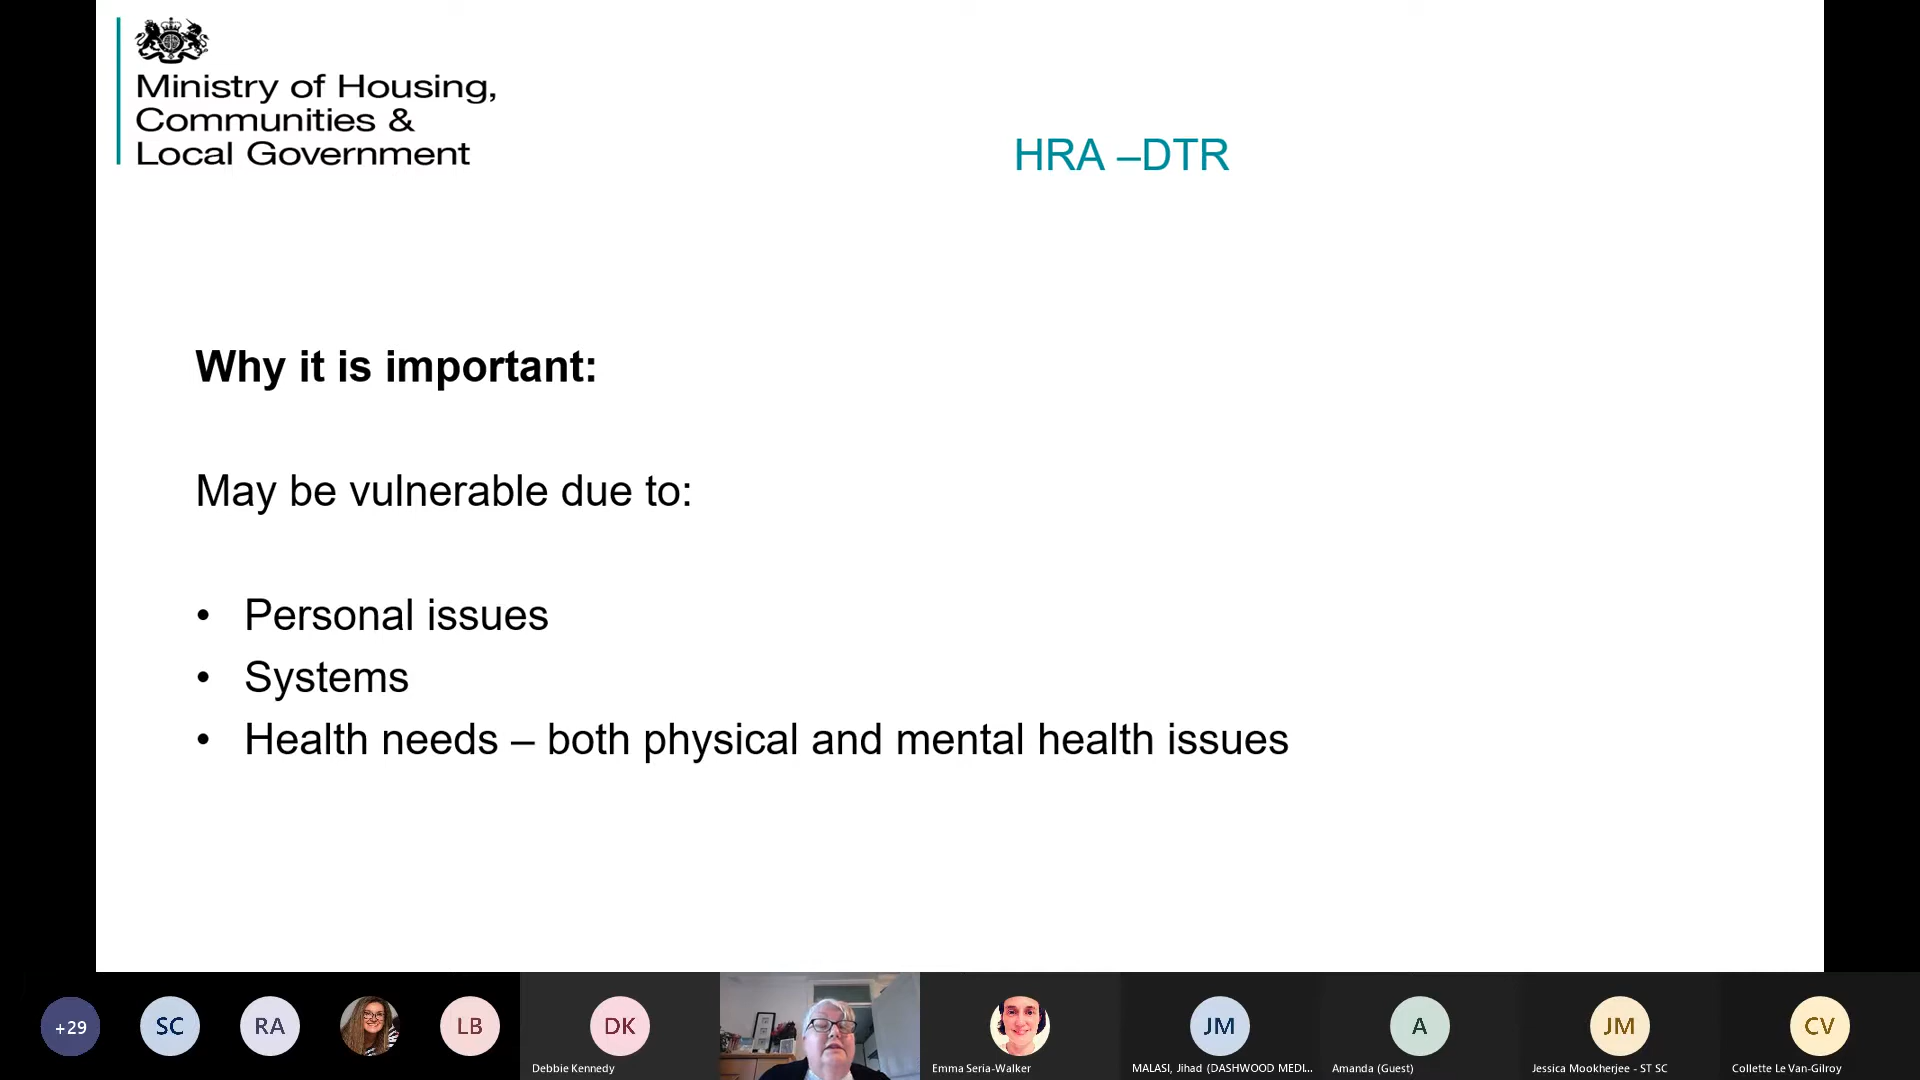 Ministry of Housing,
Communities &
Local Government
HRA –DTR
Why it is important:
May be vulnerable due to:
• Personal issues
• Systems
• Health needs – both physical and mental health issues
+29
SC
RA
LB
DK
JM
A
JM
CV
Debbie Kennedy
Emma Seria-Walker
MALASI, Jihad (DASHWOOD MEDI...
Amanda (Guest)
Jessica Mookherjee - ST SC
Collette Le Van-Gilroy